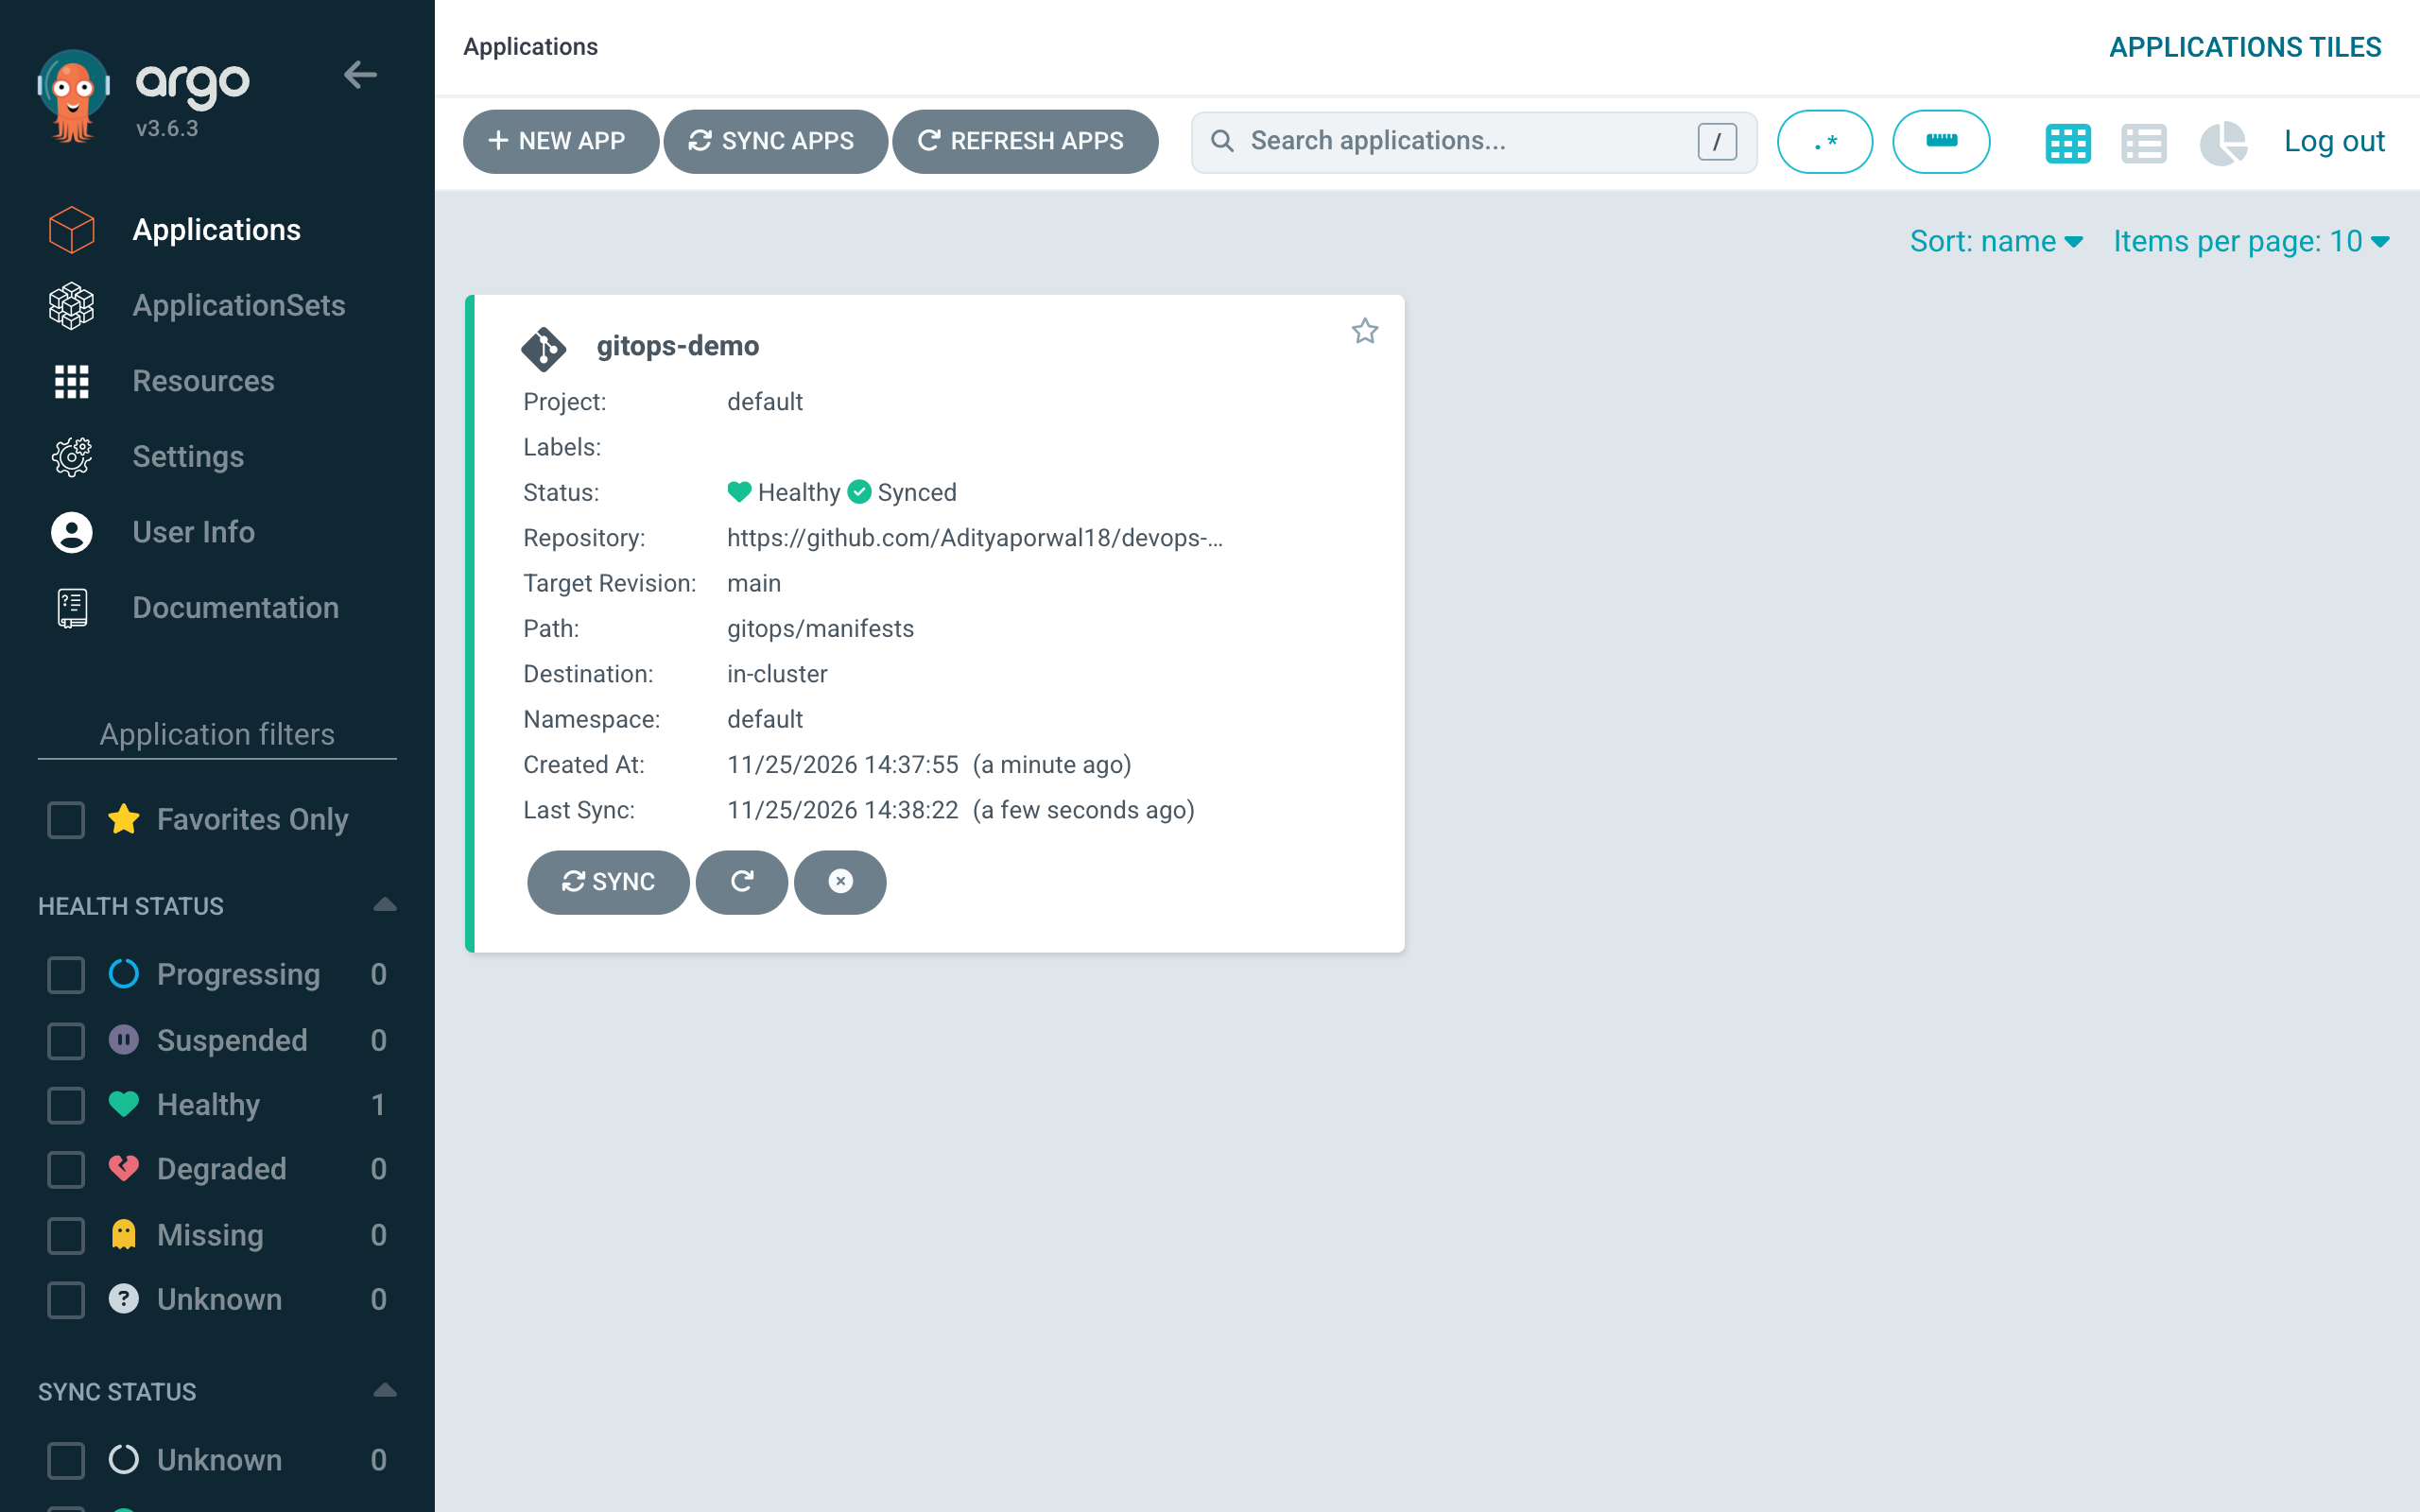 argo
v3.6.3
Applications
ApplicationSets
Resources
Settings
User Info
Documentation
Application filters
Favorites Only
HEALTH STATUS
Progressing 0
Suspended 0
Healthy 1
Degraded 0
Missing 0
Unknown 0
SYNC STATUS
Unknown 0
Applications
APPLICATIONS TILES
NEW APP SYNC APPS REFRESH APPS Search applications... / .* Log out
Sort: name Items per page: 10
gitops-demo
Project: default
Labels:
Status: Healthy Synced
Repository: https://github.com/Adityaporwal18/devops-...
Target Revision: main
Path: gitops/manifests
Destination: in-cluster
Namespace: default
Created At: 11/25/2026 14:37:55 (a minute ago)
Last Sync: 11/25/2026 14:38:22 (a few seconds ago)
SYNC